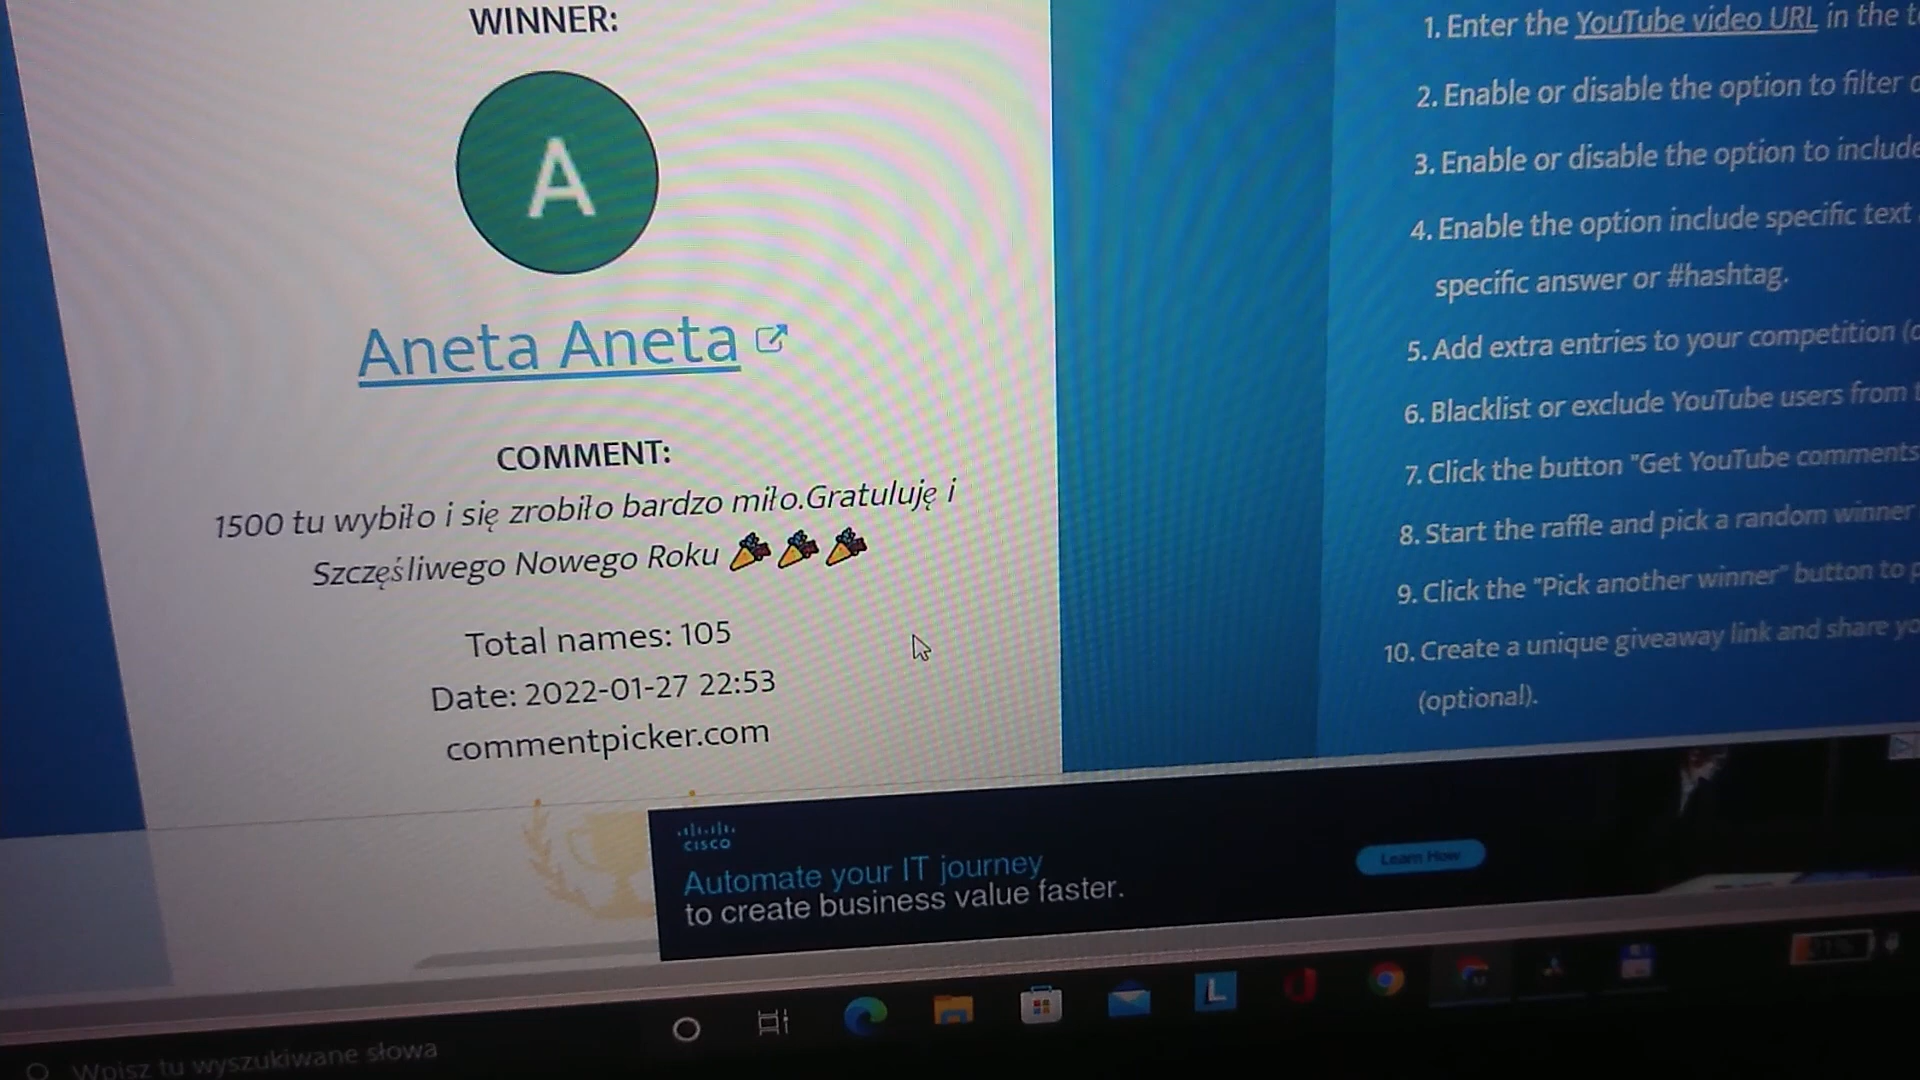 WINNER:
A
Aneta Aneta
COMMENT:
1500 tu wybiło i się zrobiło bardzo miło.Gratuluję i
Szczęśliwego Nowego Roku 🎉🎉🎉
Total names: 105
Date: 2022-01-27 22:53
commentpicker.com
1. Enter the YouTube video URL in the
2. Enable or disable the option to filter
3. Enable or disable the option to include
4. Enable the option include specific text
specific answer or #hashtag.
5. Add extra entries to your competition
6. Blacklist or exclude YouTube users from
7. Click the button "Get YouTube comments
8. Start the raffle and pick a random winner
9. Click the "Pick another winner" button to
10. Create a unique giveaway link and share
(optional).
CISCO
Automate your IT journey
to create business value faster.
Learn How
Wpisz tu wyszukiwane słowa